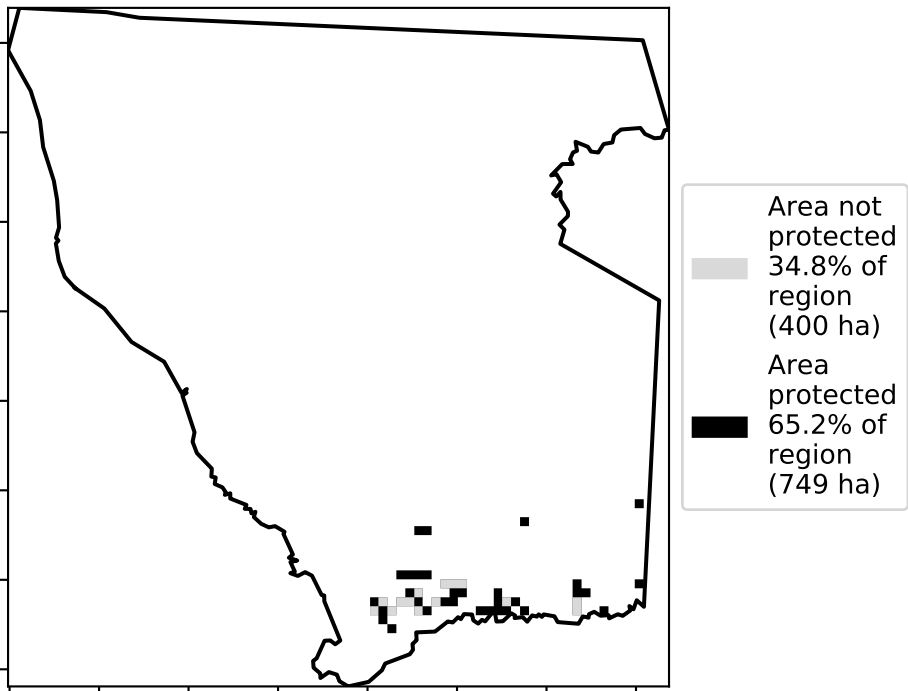 Area not
protected
34.8% of
region
(400 ha)
Area
protected
65.2% of
region
(749 ha)